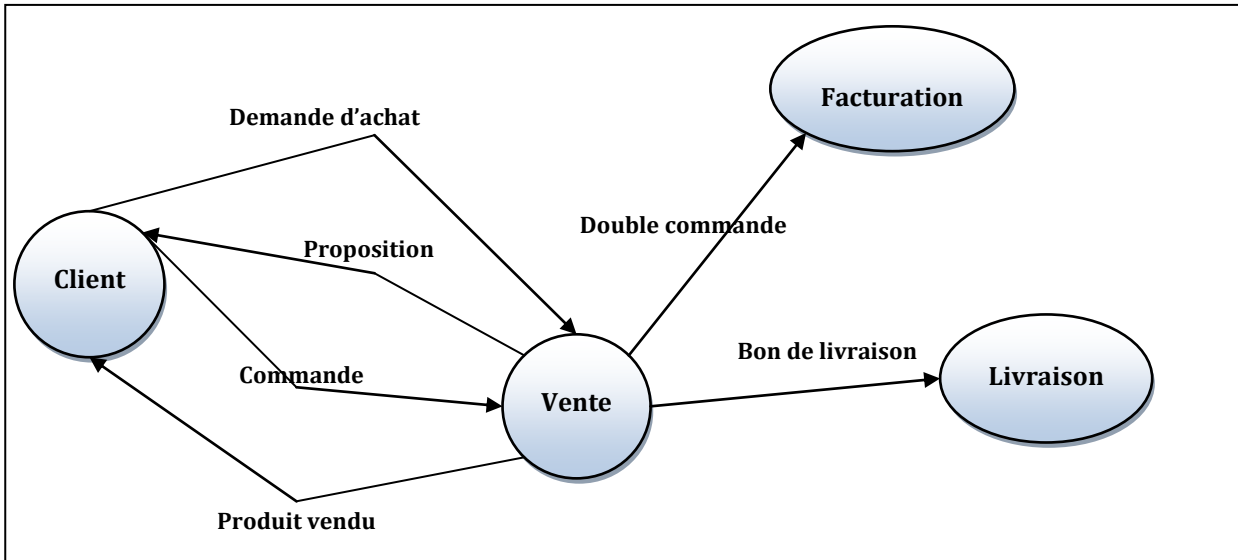 Facturation
Demande d'achat
Double commande
Proposition
Client
Bon de livraison
Commande
Livraison
Vente
Produit vendu